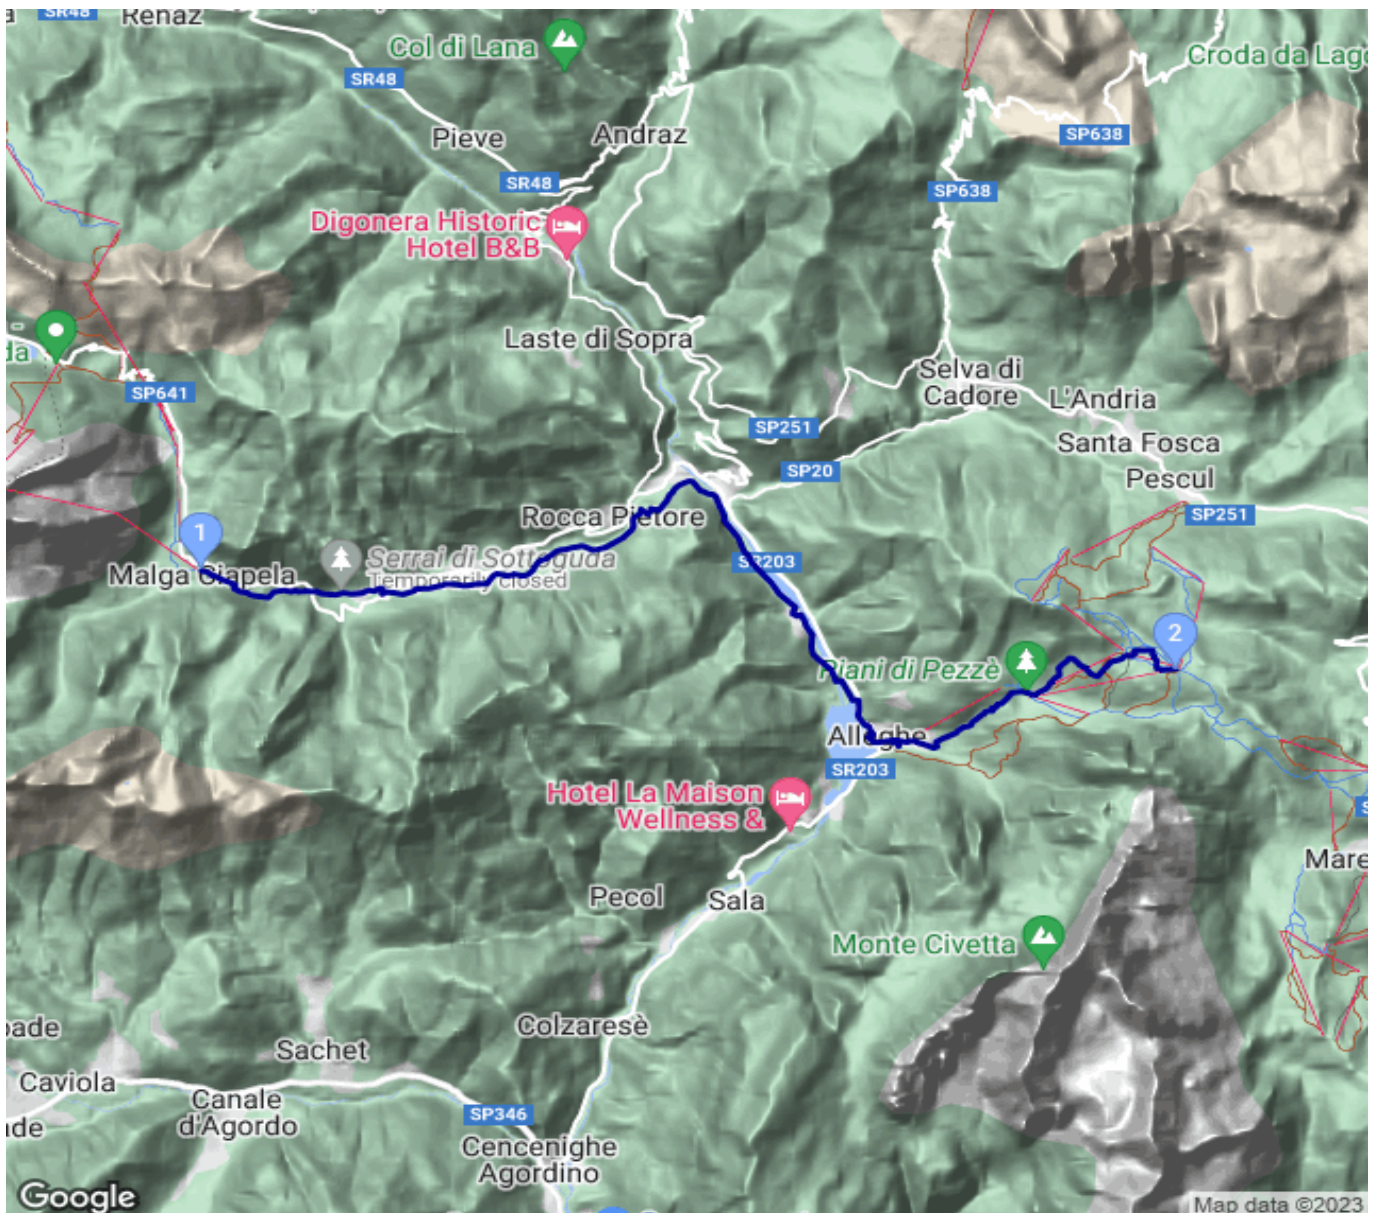 SR48
Renaz
Col di Lana
Croda da Lago
SR48
Pieve
Andraz
SP638
SR48
SP638
Digonera Historic
Hotel B&B
Laste di Sopra
da
Selva di
Cadore
SP641
L'Andria
SP251
Santa Fosca
SP20
Pescul
Rocca Pietore
SP251
1
Serrai di Sottoguda
Temporarily closed
SR203
Malga Ciapela
2
Piani di Pezzè
Alleghe
SR203
Hotel La Maison
Wellness &
Mare
Pecol
Sala
Monte Civetta
Colzaresè
Sachet
Caviola
Canale
d'Agordo
SP346
Cencenighe
Agordino
Google
Map data ©2023